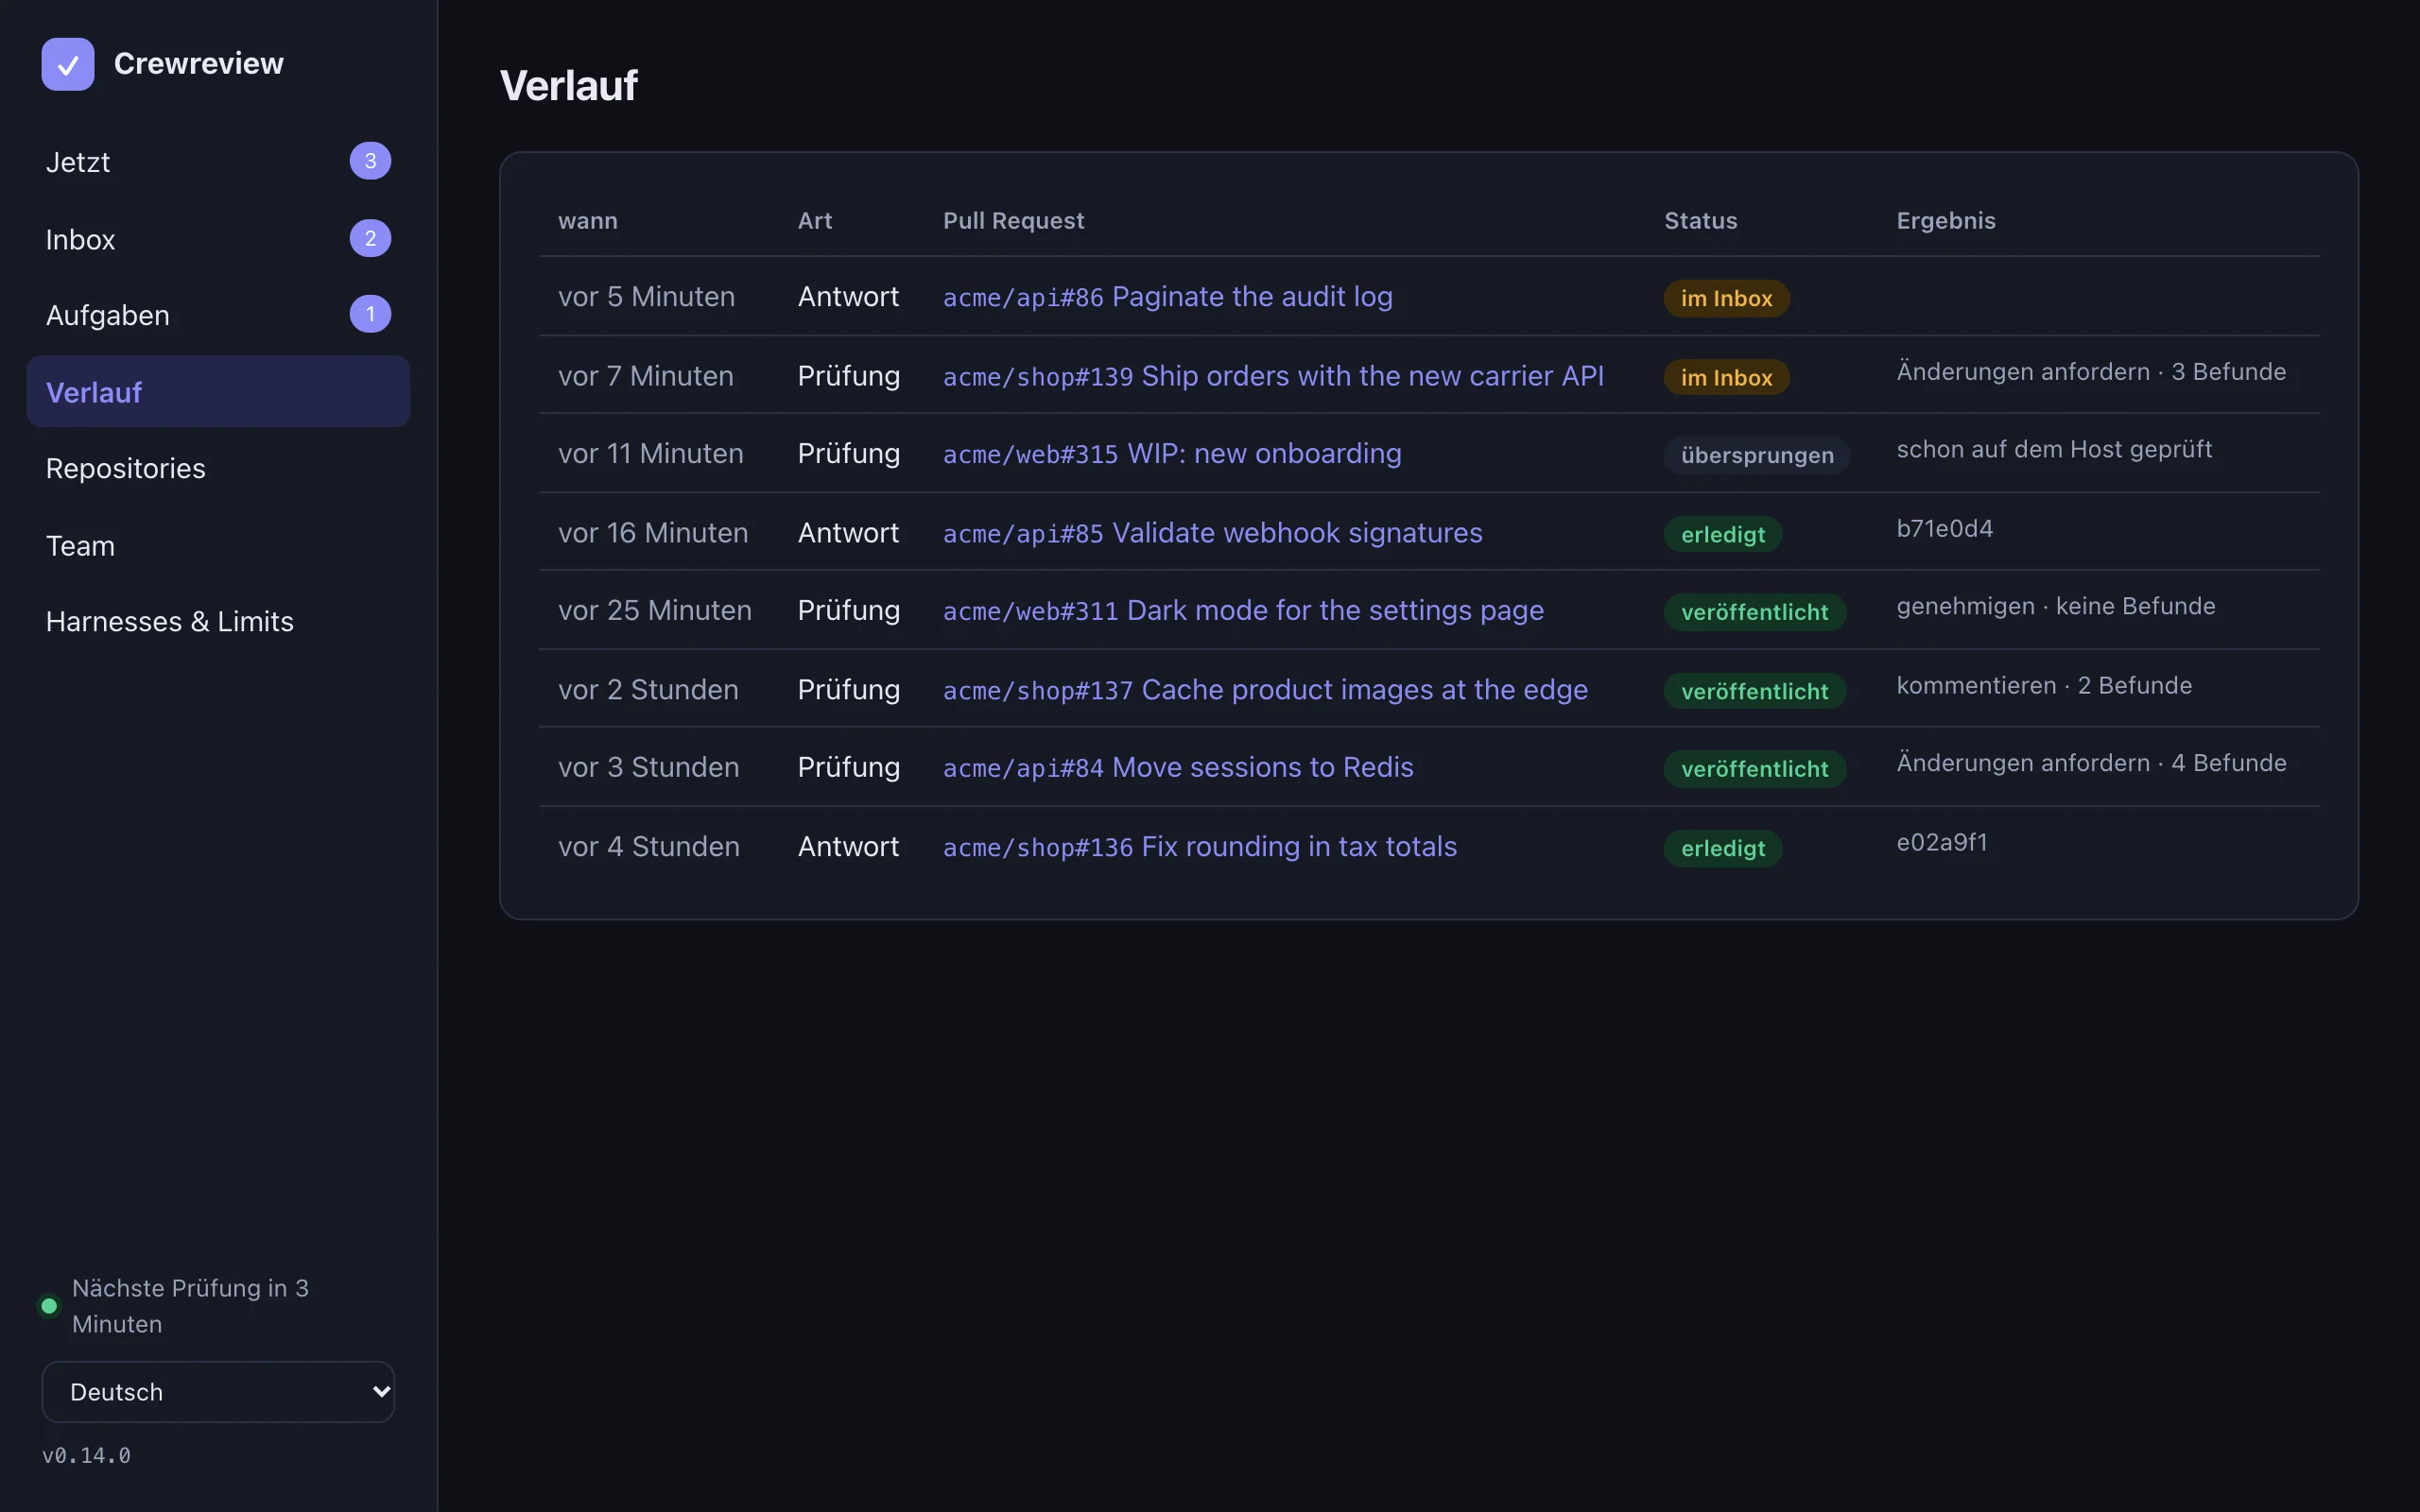 Crewreview
Jetzt 3
Inbox 2
Aufgaben 1
Verlauf
Repositories
Team
Harnesses & Limits
Nächste Prüfung in 3
Minuten
Deutsch
v0.14.0
Verlauf
wann Art Pull Request Status Ergebnis
vor 5 Minuten Antwort acme/api#86 Paginate the audit log im Inbox
vor 7 Minuten Prüfung acme/shop#139 Ship orders with the new carrier API im Inbox Änderungen anfordern · 3 Befunde
vor 11 Minuten Prüfung acme/web#315 WIP: new onboarding übersprungen schon auf dem Host geprüft
vor 16 Minuten Antwort acme/api#85 Validate webhook signatures erledigt b71e0d4
vor 25 Minuten Prüfung acme/web#311 Dark mode for the settings page veröffentlicht genehmigen · keine Befunde
vor 2 Stunden Prüfung acme/shop#137 Cache product images at the edge veröffentlicht kommentieren · 2 Befunde
vor 3 Stunden Prüfung acme/api#84 Move sessions to Redis veröffentlicht Änderungen anfordern · 4 Befunde
vor 4 Stunden Antwort acme/shop#136 Fix rounding in tax totals erledigt e02a9f1